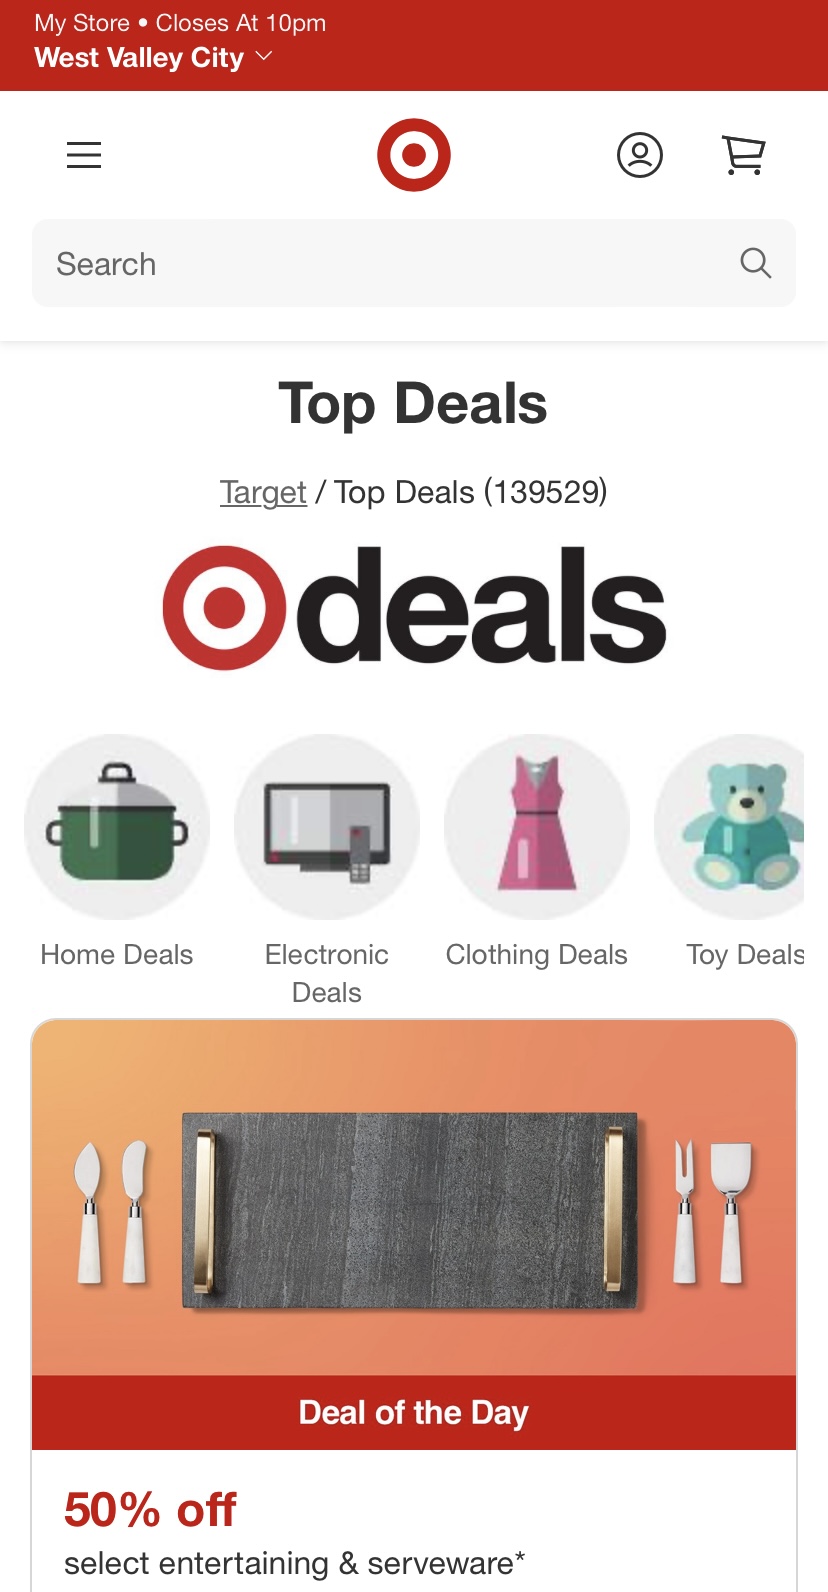 My Store • Closes At 10pm
West Valley City
Search
Top Deals
Target / Top Deals (139529)
deals
Home Deals
Electronic
Deals
Clothing Deals
Toy Deals
Deal of the Day
50% off
select entertaining & serveware*